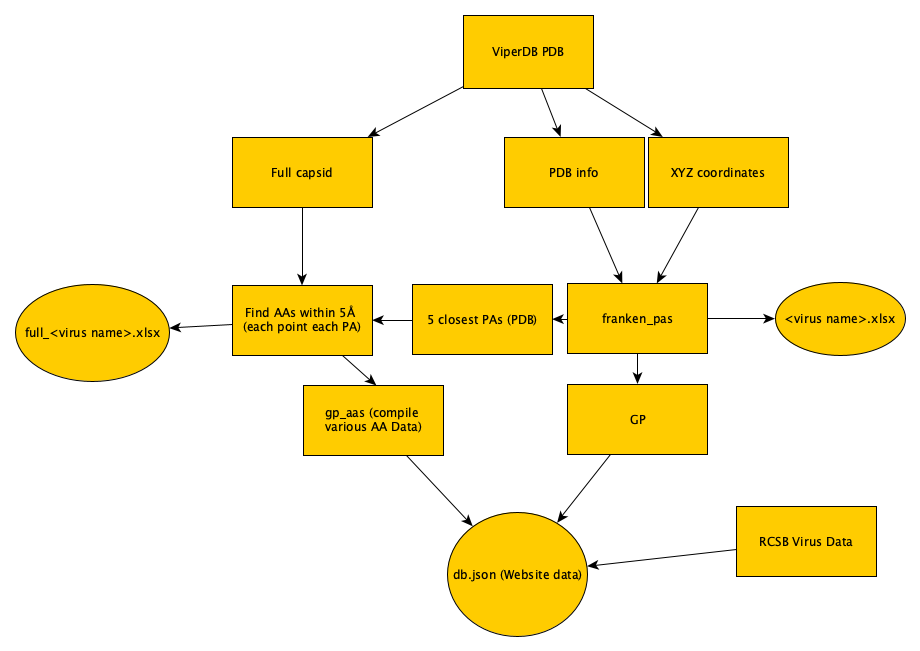 ViperDB PDB
Full capsid
PDB info
XYZ coordinates
full_<virus name>.xlsx
Find AAs within 5Å
(each point each PA)
5 closest PAs (PDB)
franken_pas
<virus name>.xlsx
gp_aas (compile
various AA Data)
GP
db.json (Website data)
RCSB Virus Data